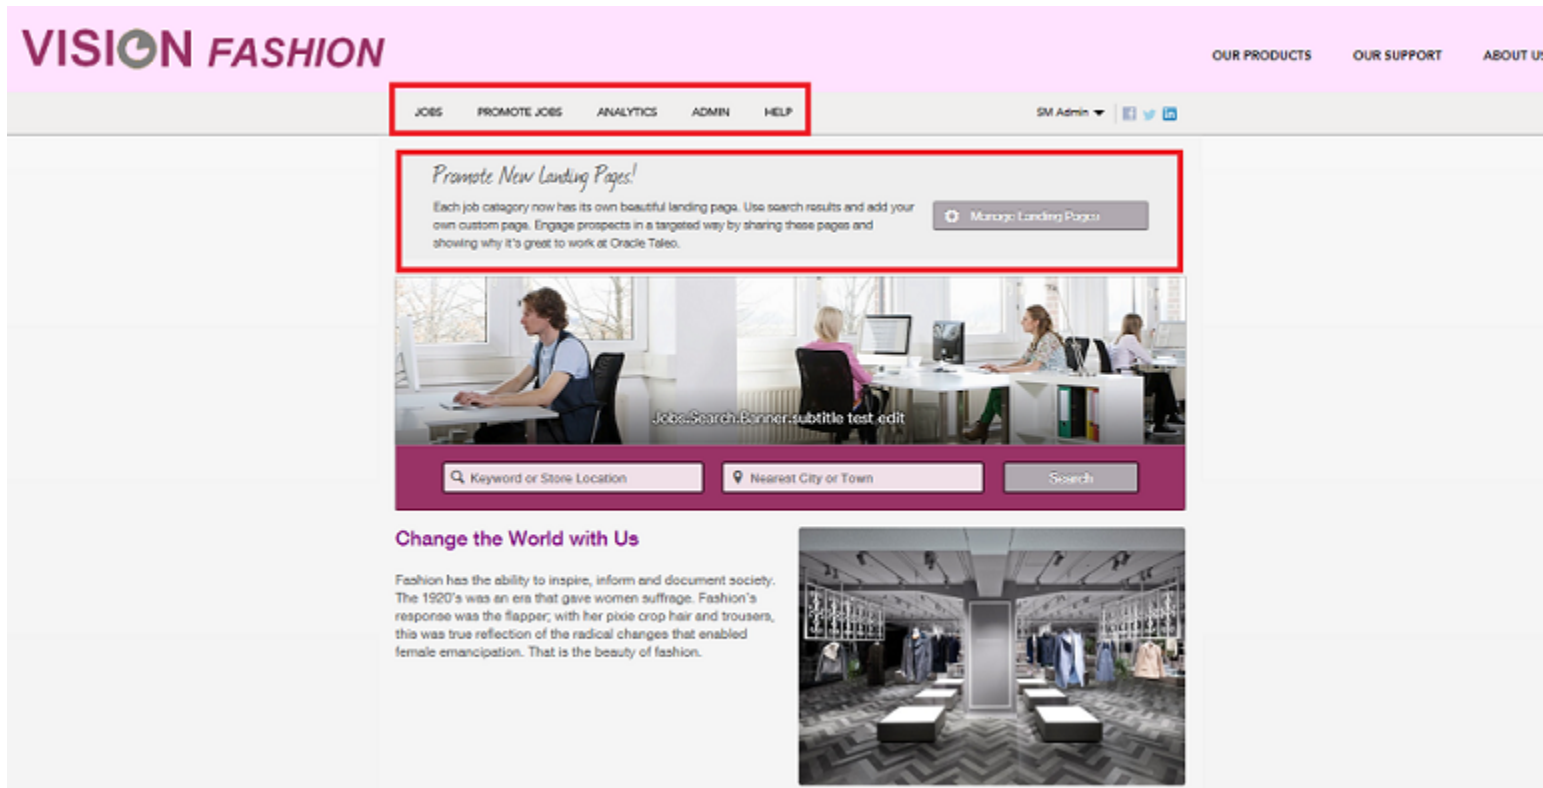 VISION FASHION
OUR PRODUCTS OUR SUPPORT ABOUT US
JOBS PROMOTE JOBS ANALYTICS ADMIN HELP
SM Admin
Promote New Landing Pages!
Each job category now has its own beautiful landing page. Use search results and add your
own custom page. Engage prospects in a targeted way by sharing these pages and
showing why it's great to work at Oracle Taleo.
Manage Landing Pages
Jobs.Search.Banner.subtitle test edit
Keyword or Store Location
Nearest City or Town
Search
Change the World with Us
Fashion has the ability to inspire, inform and document society.
The 1920's was an era that gave women suffrage. Fashion's
response was the flapper; with her pixie crop hair and trousers,
this was true reflection of the radical changes that enabled
female emancipation. That is the beauty of fashion.